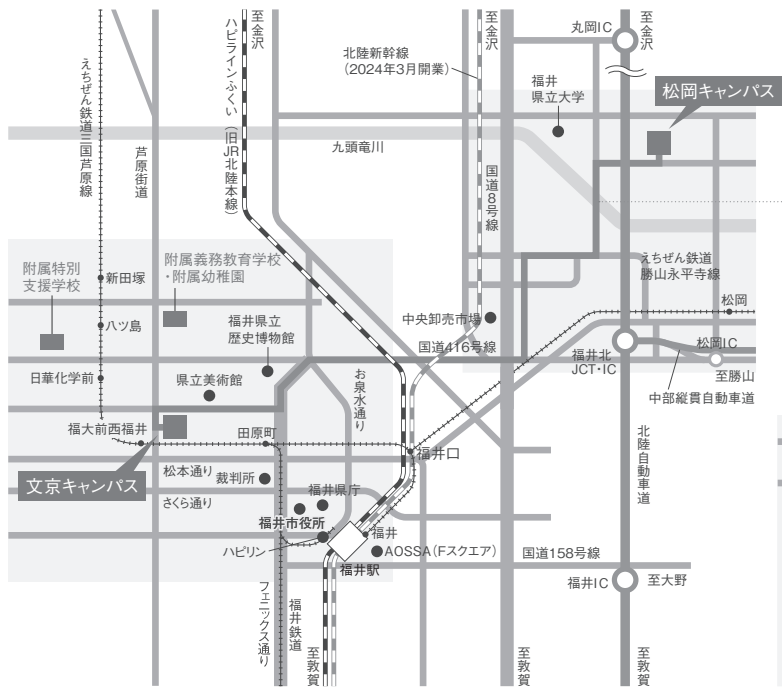 至金沢
ハピラインふくい（旧JR北陸本線）
至金沢
丸岡IC
至金沢
北陸新幹線
（2024年3月開業）
福井
県立大学
松岡キャンパス
えちぜん鉄道三国芦原線
芦原街道
九頭竜川
国道8号線
附属特別
支援学校
新田塚
附属義務教育学校
・附属幼稚園
えちぜん鉄道
勝山永平寺線
松岡
八ツ島
福井県立
歴史博物館
中央卸売市場
国道416号線
福井北
JCT・IC
松岡IC
至勝山
中部縦貫自動車道
日華化学前
県立美術館
お泉水通り
福大前西福井
田原町
福井口
北陸自動車道
文京キャンパス
松本通り
裁判所
さくら通り
福井県庁
福井市役所
ハピリン
福井
AOSSA（Fスクエア）
福井駅
国道158号線
福井IC
至大野
フェニックス通り
福井鉄道
至敦賀
至敦賀
至敦賀